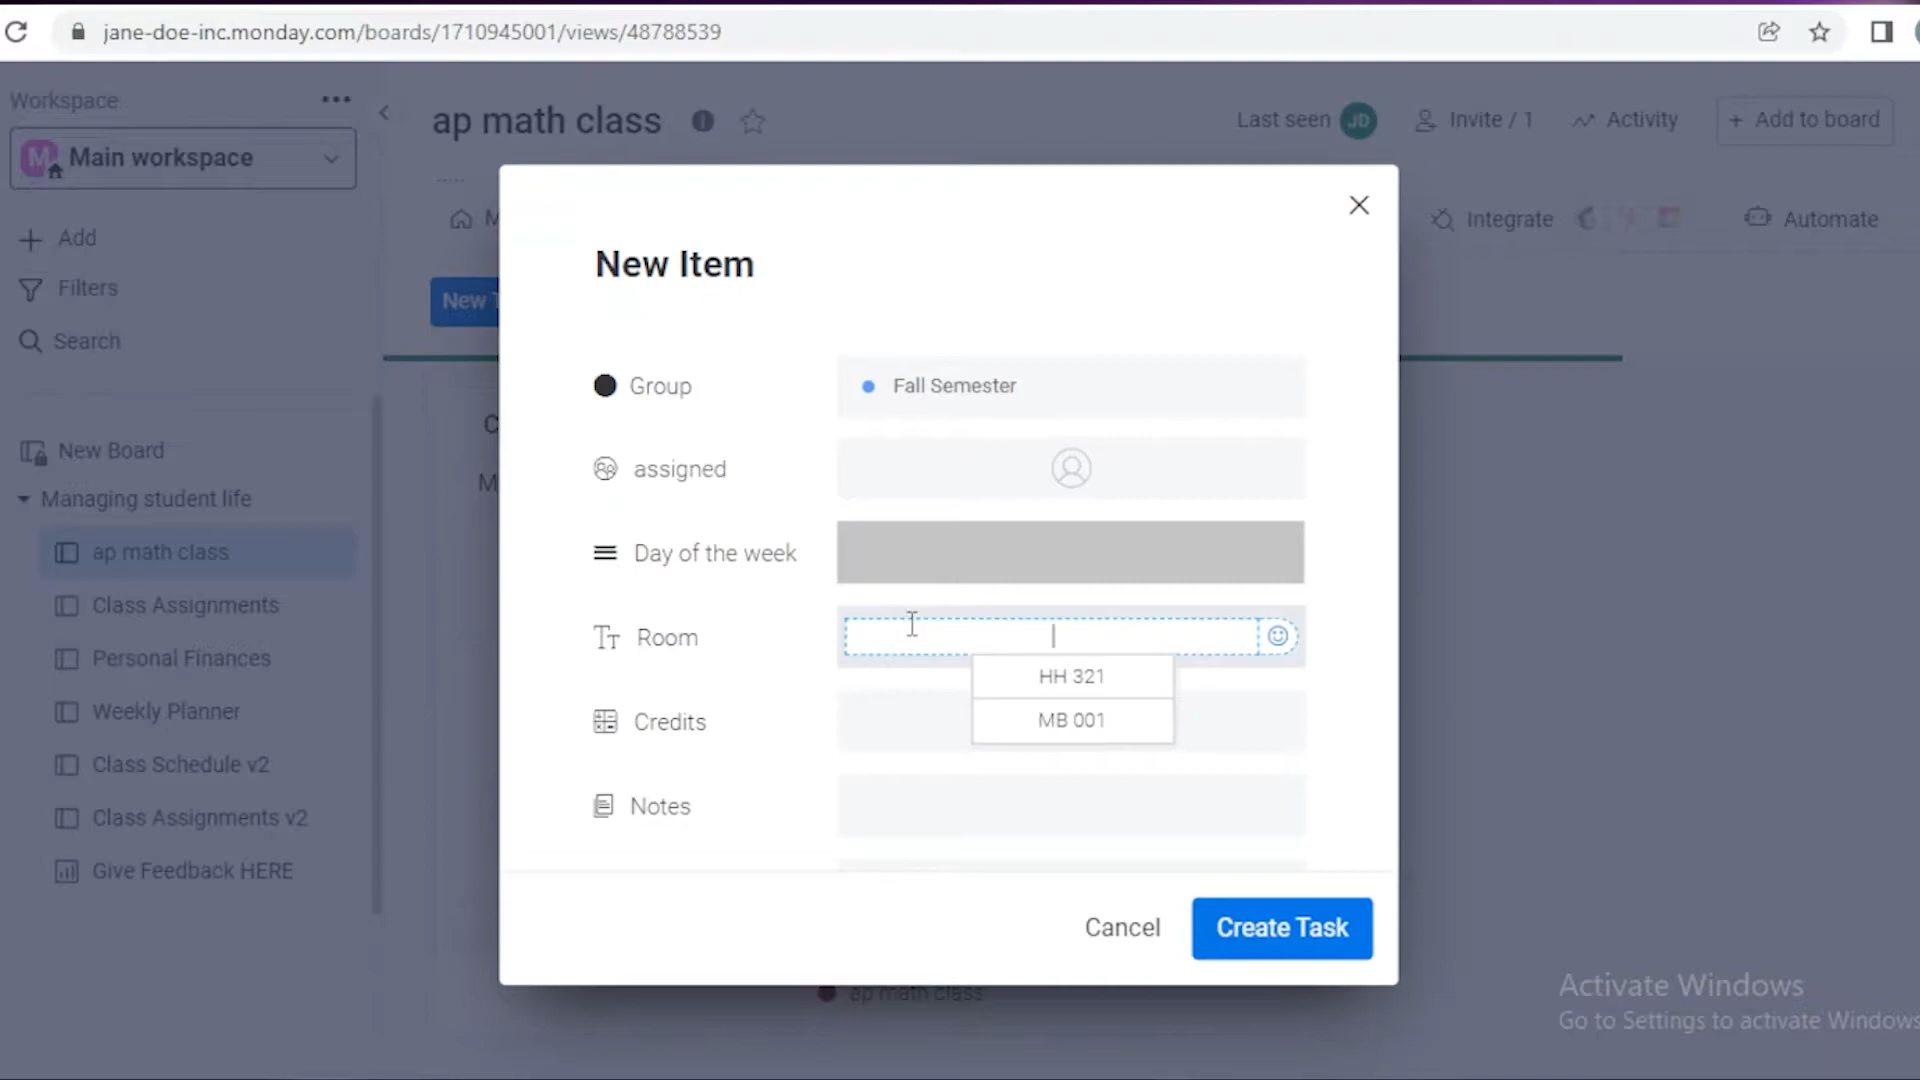 jane-doe-inc.monday.com/boards/1710945001/views/48788539
Workspace
M Main workspace
Add
Filters
Search
New Board
Managing student life
ap math class
Class Assignments
Personal Finances
Weekly Planner
Class Schedule v2
Class Assignments v2
Give Feedback HERE
ap math class
Last seen JD
Invite / 1
Activity
+ Add to board
M
Integrate
Automate
New T
C
M
New Item
Group
Fall Semester
assigned
Day of the week
Room
HH 321
MB 001
Credits
Notes
Cancel
Create Task
ap math class
Activate Windows
Go to Settings to activate Windows